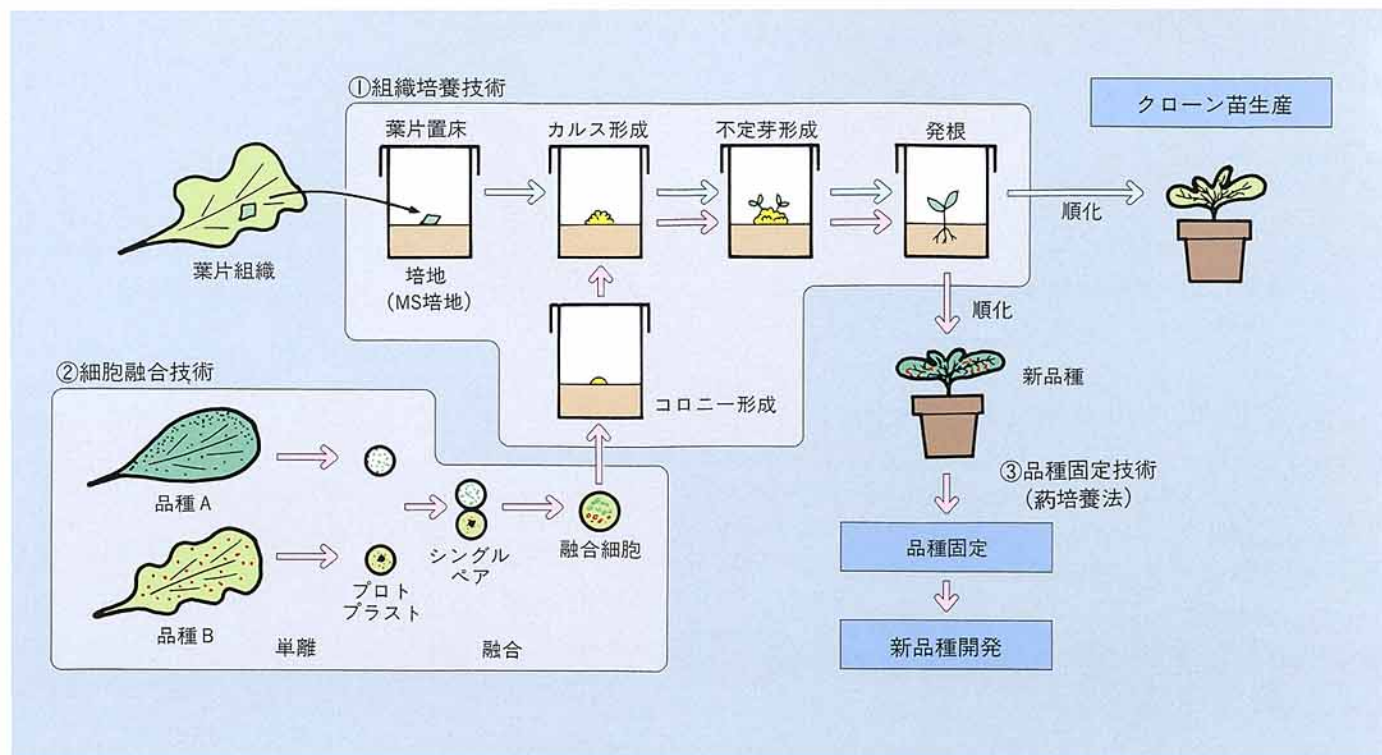 ①組織培養技術
クローン苗生産
葉片置床
カルス形成
不定芽形成
発根
順化
葉片組織
培地
(MS培地)
順化
コロニー形成
新品種
②細胞融合技術
品種A
シングル
ペア
融合細胞
プロト
プラスト
品種B
単離
融合
③品種固定技術
(葯培養法)
品種固定
新品種開発